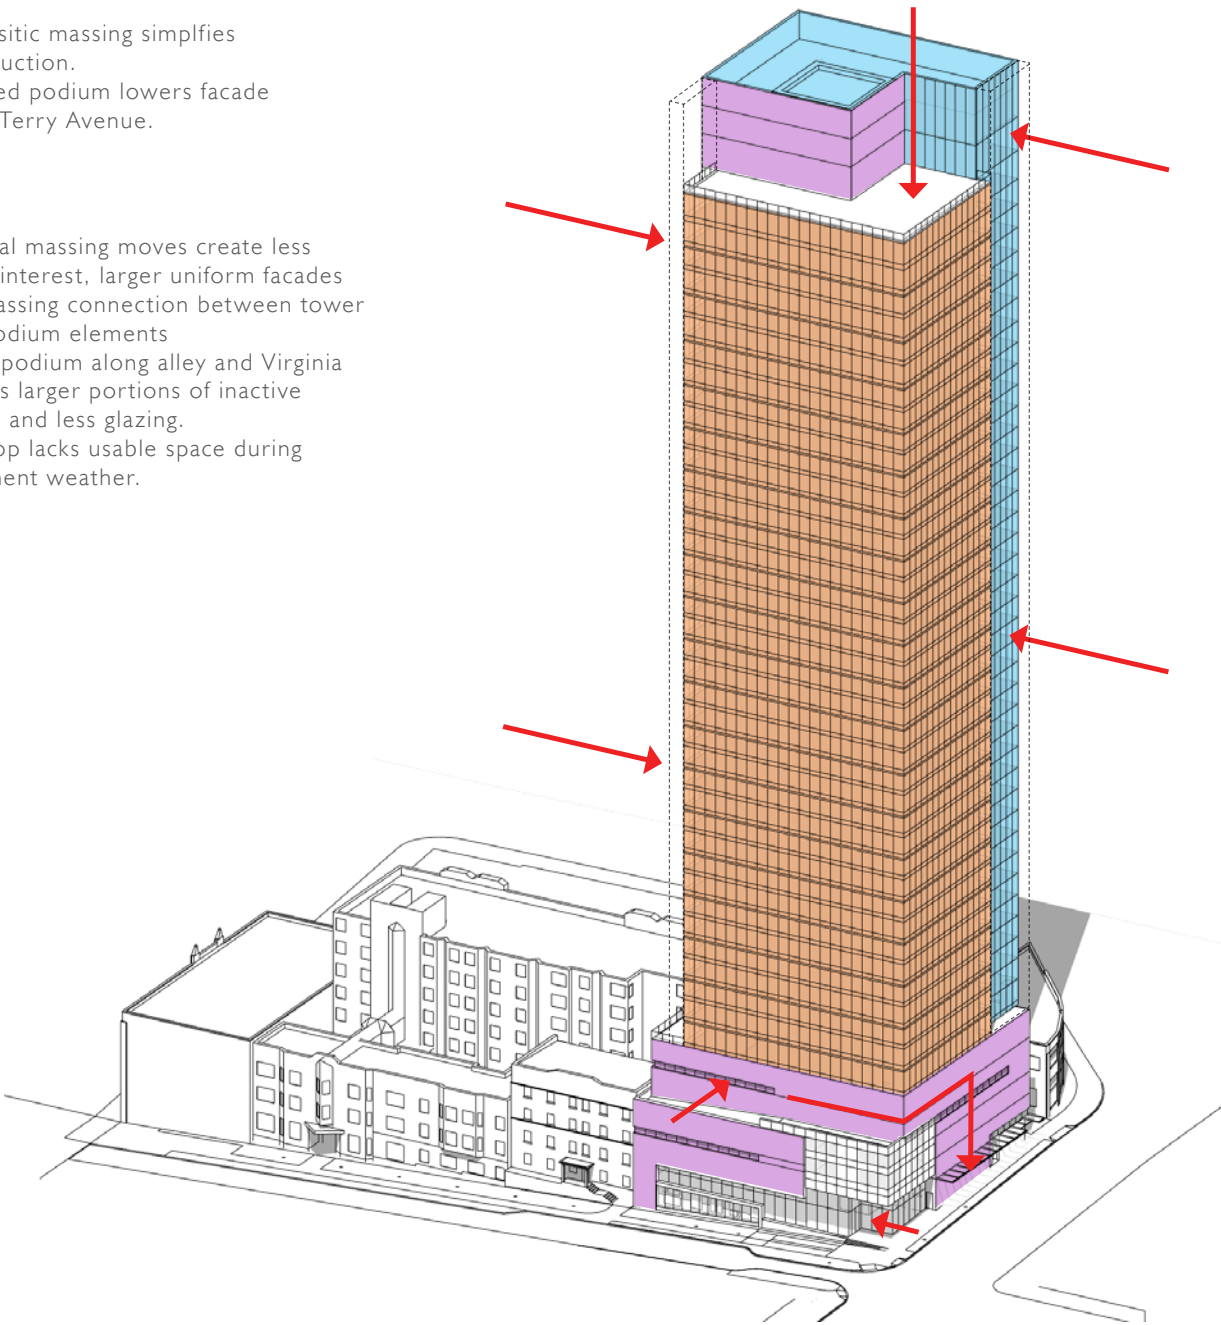 sitic massing simplfies
uction.
ed podium lowers facade
Terry Avenue.
al massing moves create less
interest, larger uniform facades
assing connection between tower
odium elements
podium along alley and Virginia
s larger portions of inactive
and less glazing.
op lacks usable space during
ent weather.